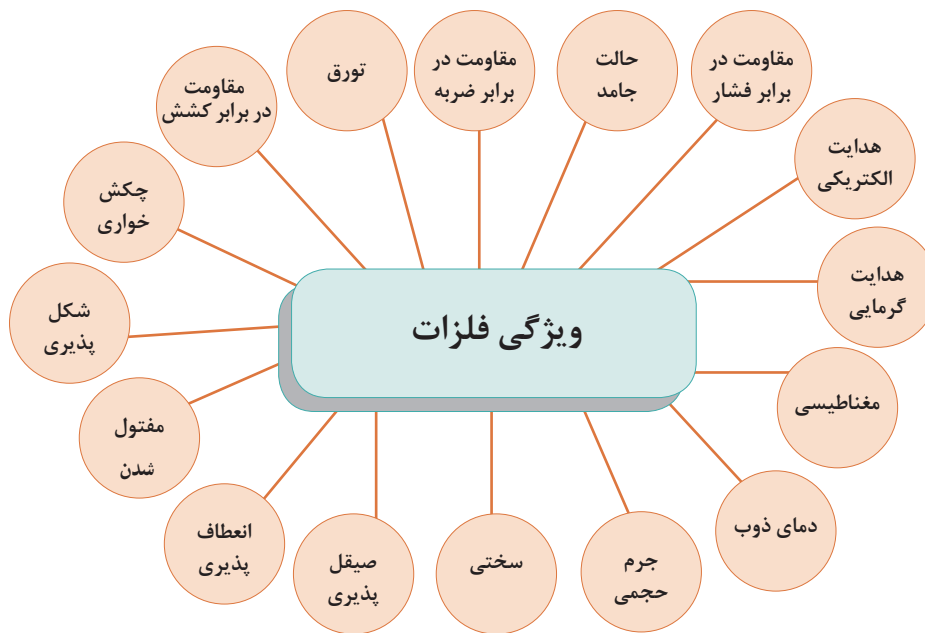 ویژگی فلزات
مقاومت در
برابر فشار
حالت
جامد
مقاومت در
برابر ضربه
تورق
مقاومت
در برابر کشش
چکش
خواری
شکل
پذیری
مفتول
شدن
انعطاف
پذیری
صیقل
پذیری
سختی
جرم
حجمی
دمای ذوب
مغناطیسی
هدایت
گرمایی
هدایت
الکتریکی